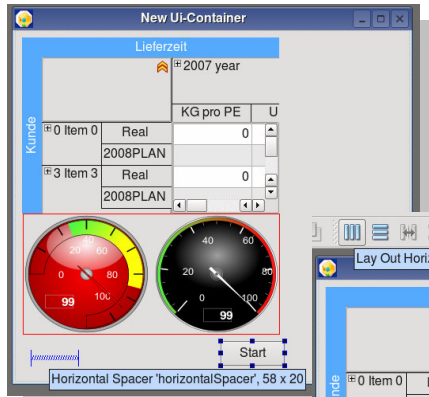 New Ui-Container
Lieferzeit
2007 year
Kunde
KG pro PE U
0 Item 0 Real 0
2008PLAN
3 Item 3 Real 0
2008PLAN
0 20 40 60 80 100
99
0 20 40 60 80 100
99
Lay Out Horiz
Start
Horizontal Spacer 'horizontalSpacer', 58 x 20
0 Item 0
nde